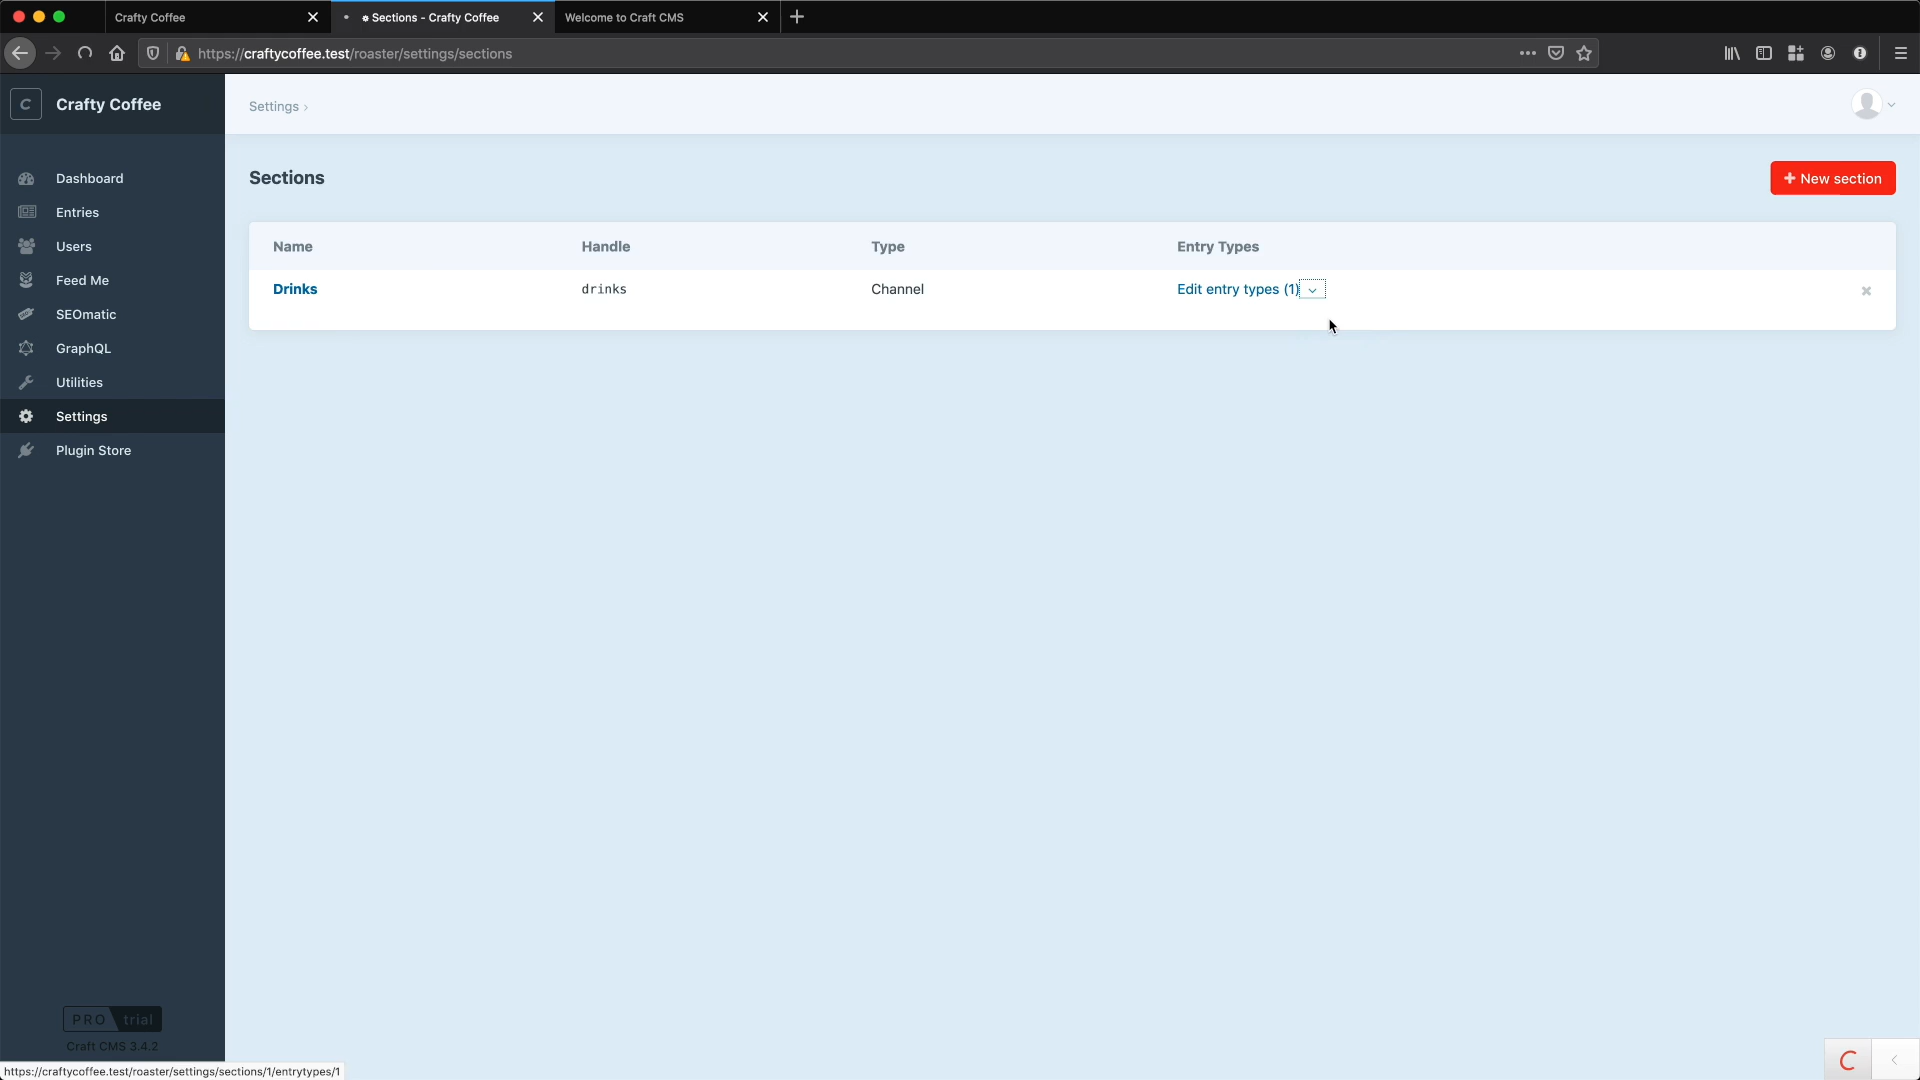 Crafty Coffee
Sections - Crafty Coffee
Welcome to Craft CMS
https://craftycoffee.test/roaster/settings/sections
C
Crafty Coffee
Settings
Dashboard
Entries
Users
Feed Me
SEOmatic
GraphQL
Utilities
Settings
Plugin Store
Sections
+ New section
Name Handle Type Entry Types
Drinks drinks Channel Edit entry types (1)
PRO trial
Craft CMS 3.4.2
https://craftycoffee.test/roaster/settings/sections/1/entrytypes/1
C